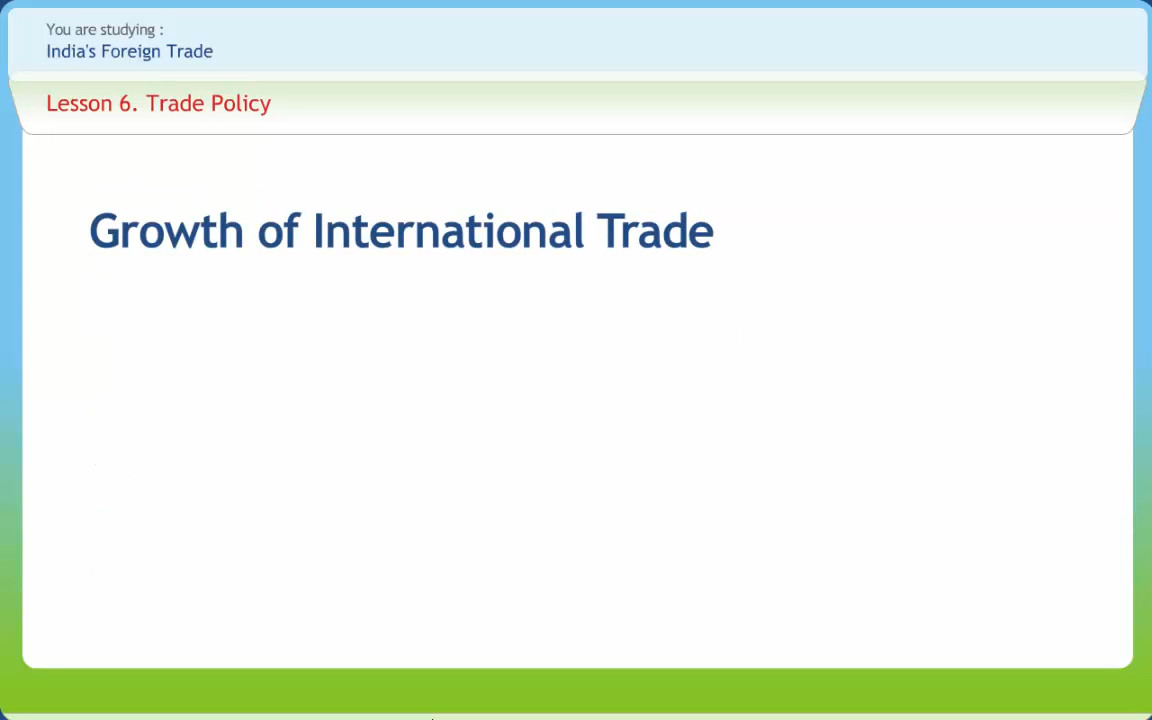 You are studying :
India's Foreign Trade
Lesson 6. Trade Policy
Growth of International Trade